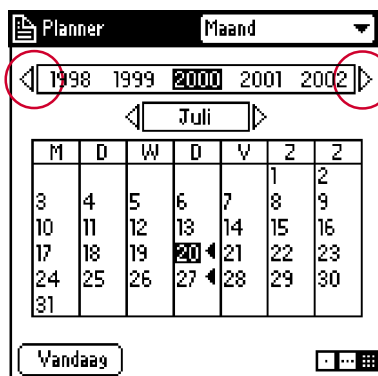 Planner Maand
1998 1999 2000 2001 2002
Juli
M D W D V Z Z
1 2
3 4 5 6 7 8 9
10 11 12 13 14 15 16
17 18 19 20 21 22 23
24 25 26 27 28 29 30
31
Vandaag